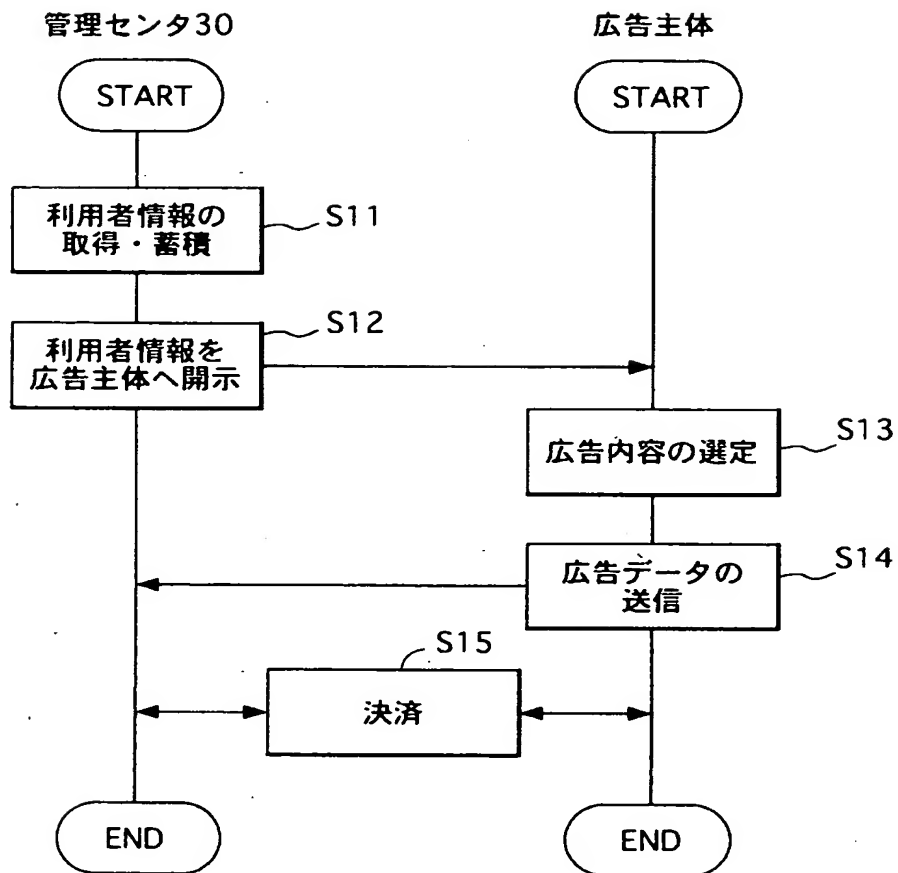 管理センタ30
広告主体
START
START
利用者情報の
取得・蓄積
S11
利用者情報を
広告主体へ開示
S12
広告内容の選定
S13
広告データの
送信
S14
S15
決済
END
END